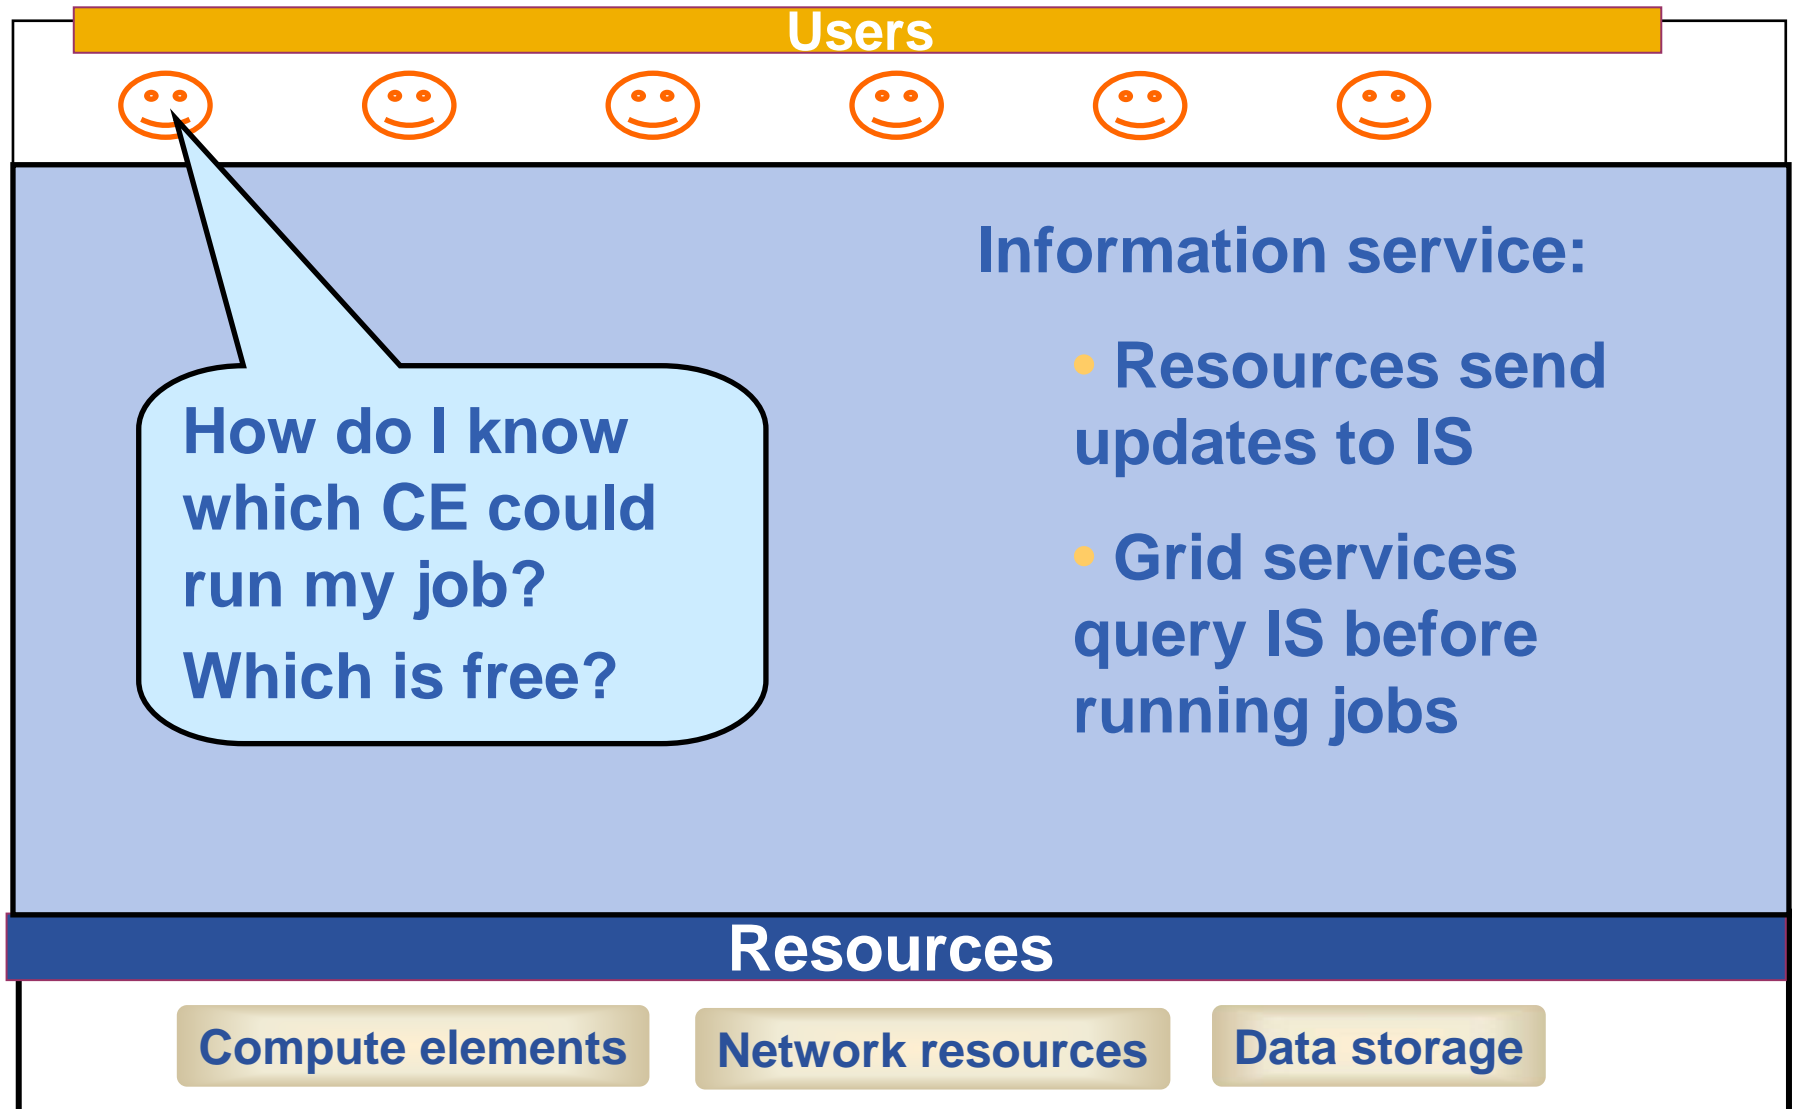 Users
How do I know
which CE could
run my job?
Which is free?
Information service:
• Resources send
updates to IS
• Grid services
query IS before
running jobs
Resources
Compute elements
Network resources
Data storage